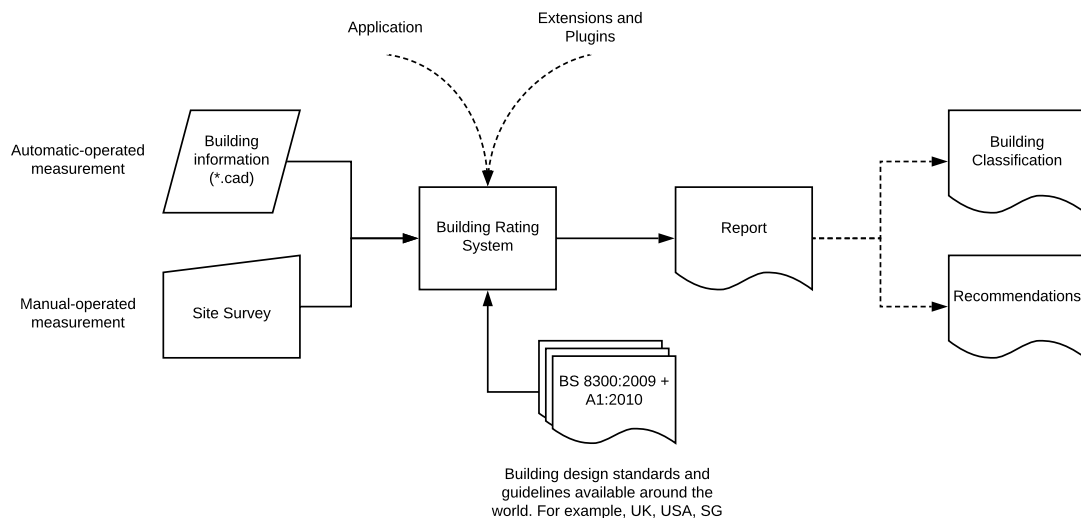 Application
Extensions and
Plugins
Automatic-operated
measurement
Building
information
(*.cad)
Building
Classification
Building Rating
System
Report
Manual-operated
measurement
Site Survey
Recommendations
BS 8300:2009 +
A1:2010
Building design standards and
guidelines available around the
world. For example, UK, USA, SG